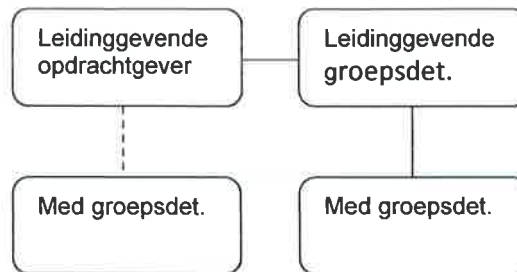 Leidinggevende
opdrachtgever
Leidinggevende
groepsdet.
Med groepsdet.
Med groepsdet.